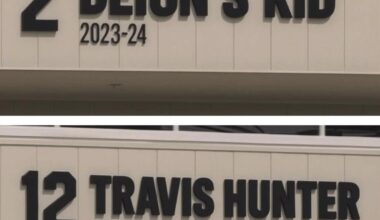 2 DEION'S KID
2023-24
12 TRAVIS HUNTER